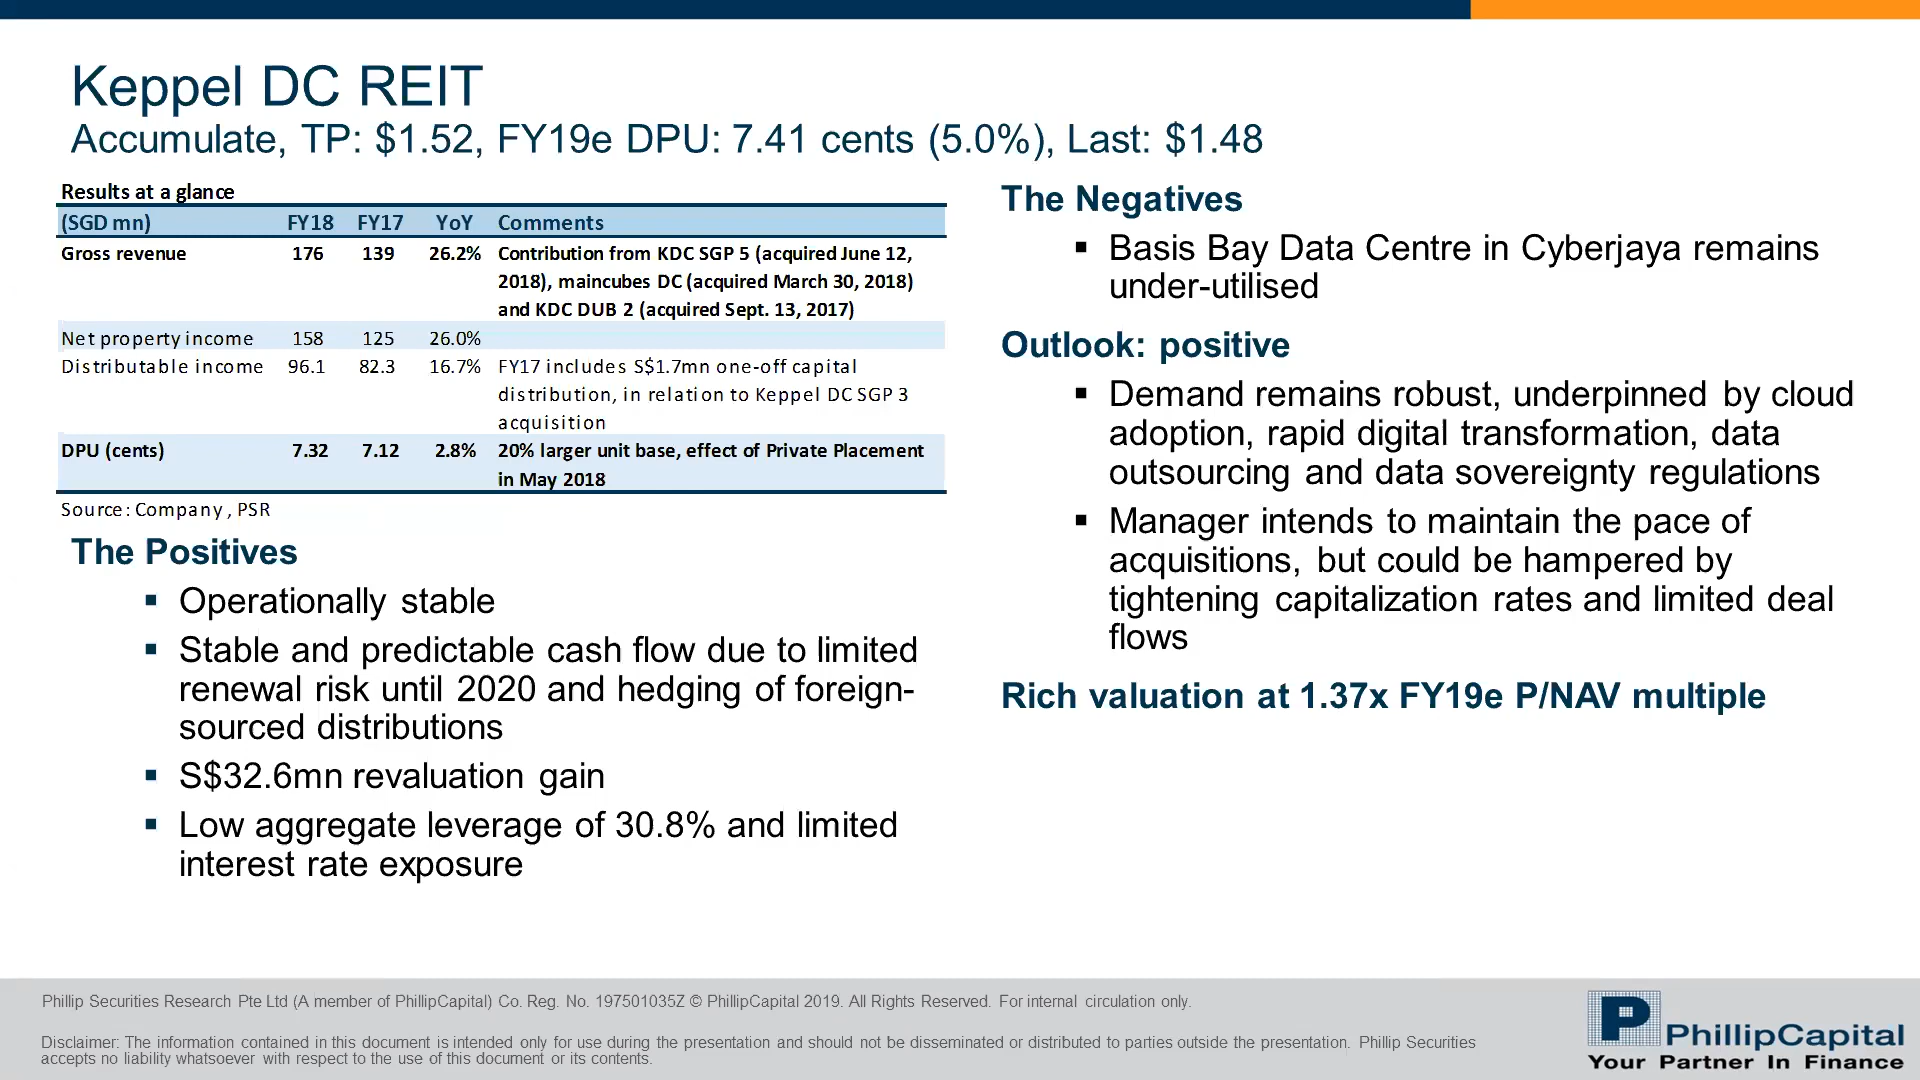 Keppel DC REIT
Accumulate, TP: $1.52, FY19e DPU: 7.41 cents (5.0%), Last: $1.48
Results at a glance
(SGD mn) FY18 FY17 YoY Comments
Gross revenue 176 139 26.2% Contribution from KDC SGP 5 (acquired June 12,
2018), maincubes DC (acquired March 30, 2018)
and KDC DUB 2 (acquired Sept. 13, 2017)
Net property income 158 125 26.0%
Distributable income 96.1 82.3 16.7% FY17 includes S$1.7mn one-off capital
distribution, in relation to Keppel DC SGP 3
acquisition
DPU (cents) 7.32 7.12 2.8% 20% larger unit base, effect of Private Placement
in May 2018
Source: Company, PSR
The Positives
▪ Operationally stable
▪ Stable and predictable cash flow due to limited
renewal risk until 2020 and hedging of foreign-
sourced distributions
▪ S$32.6mn revaluation gain
▪ Low aggregate leverage of 30.8% and limited
interest rate exposure
The Negatives
▪ Basis Bay Data Centre in Cyberjaya remains
under-utilised
Outlook: positive
▪ Demand remains robust, underpinned by cloud
adoption, rapid digital transformation, data
outsourcing and data sovereignty regulations
▪ Manager intends to maintain the pace of
acquisitions, but could be hampered by
tightening capitalization rates and limited deal
flows
Rich valuation at 1.37x FY19e P/NAV multiple
Phillip Securities Research Pte Ltd (A member of PhillipCapital) Co. Reg. No. 197501035Z © PhillipCapital 2019. All Rights Reserved. For internal circulation only.
Disclaimer: The information contained in this document is intended only for use during the presentation and should not be disseminated or distributed to parties outside the presentation. Phillip Securities
accepts no liability whatsoever with respect to the use of this document or its contents.
PhillipCapital
Your Partner In Finance